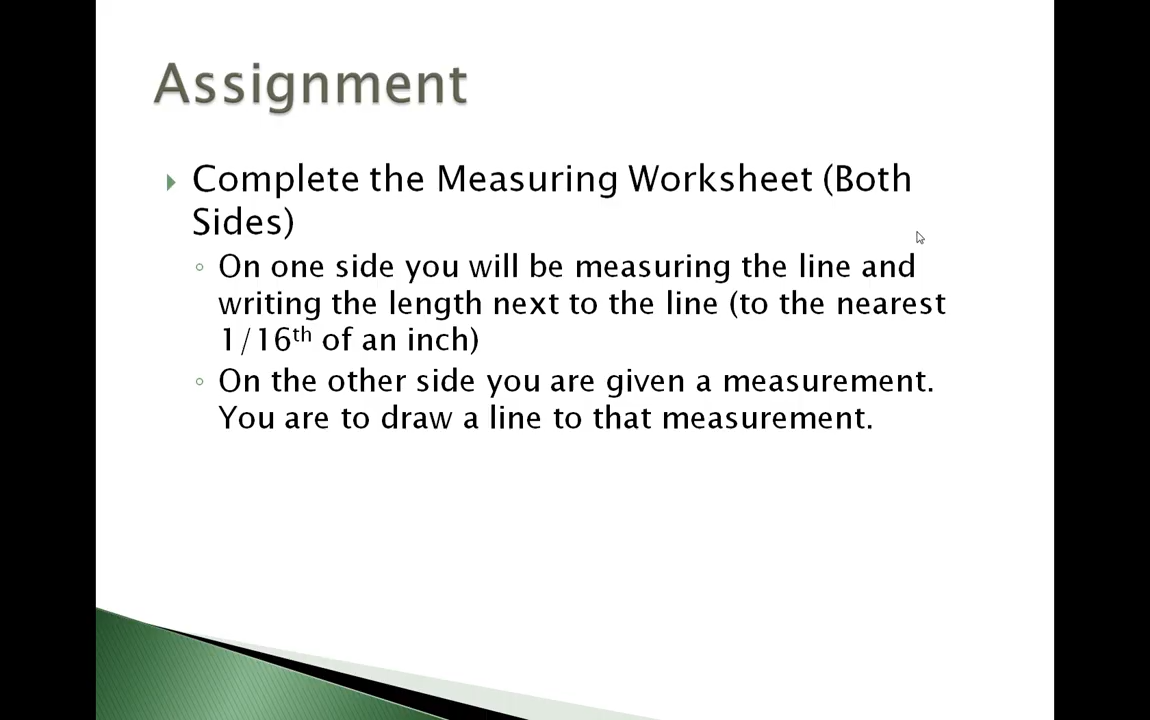 Assignment
Complete the Measuring Worksheet (Both
Sides)
On one side you will be measuring the line and
writing the length next to the line (to the nearest
1/16th of an inch)
On the other side you are given a measurement.
You are to draw a line to that measurement.